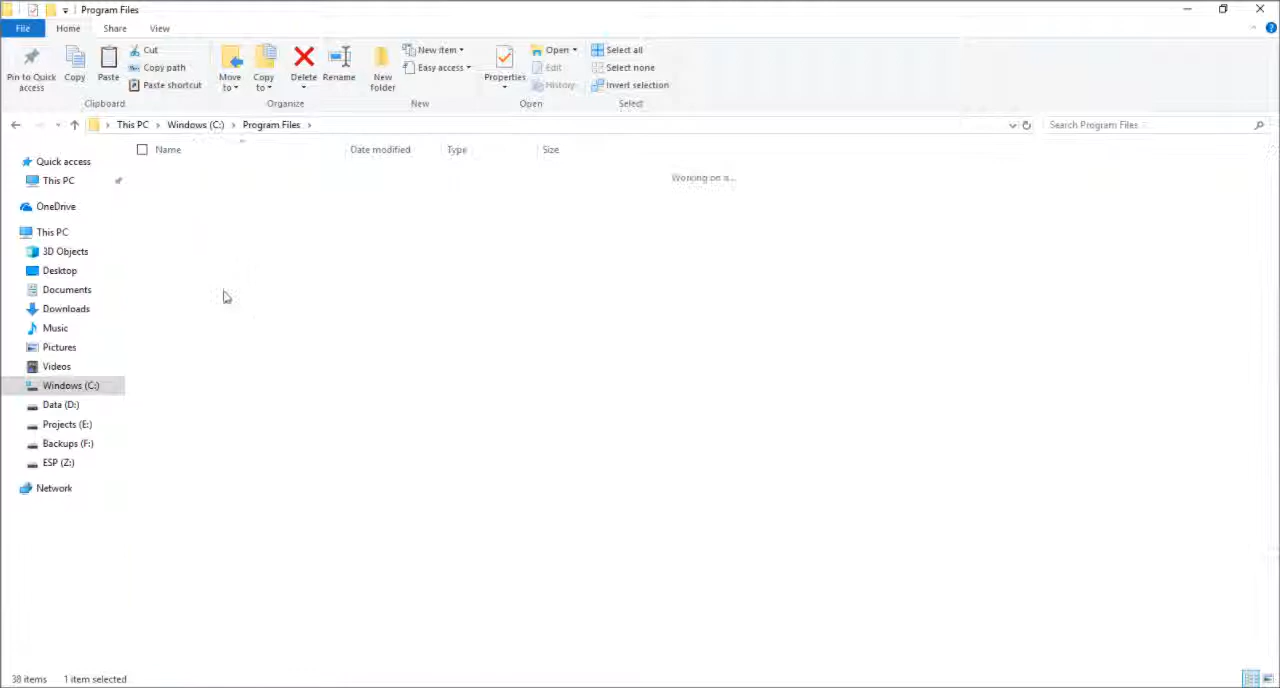 Program Files
File Home Share View
Pin to Quick access
Copy
Paste
Cut
Copy path
Paste shortcut
Clipboard
Move to
Copy to
Delete
Rename
Organize
New folder
New item
Easy access
New
Properties
Open
Edit
History
Open
Select all
Select none
Invert selection
Select
This PC > Windows (C:) > Program Files >
Search Program Files
Name Date modified Type Size
Working on it...
Quick access
This PC
OneDrive
This PC
3D Objects
Desktop
Documents
Downloads
Music
Pictures
Videos
Windows (C:)
Data (D:)
Projects (E:)
Backups (F:)
ESP (Z:)
Network
38 items 1 item selected